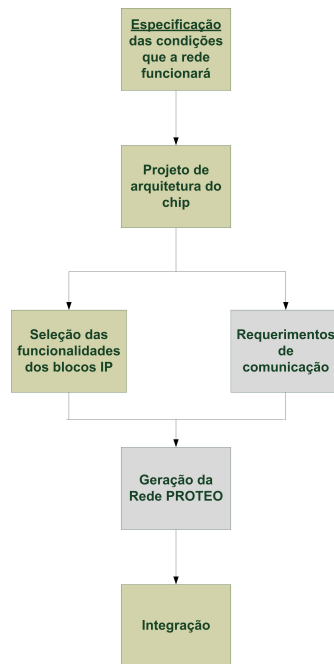 Especificação
das condições
que a rede
funcionará
Projeto de
arquitetura do
chip
Seleção das
funcionalidades
dos blocos IP
Requerimentos
de
comunicação
Geração da
Rede PROTEO
Integração